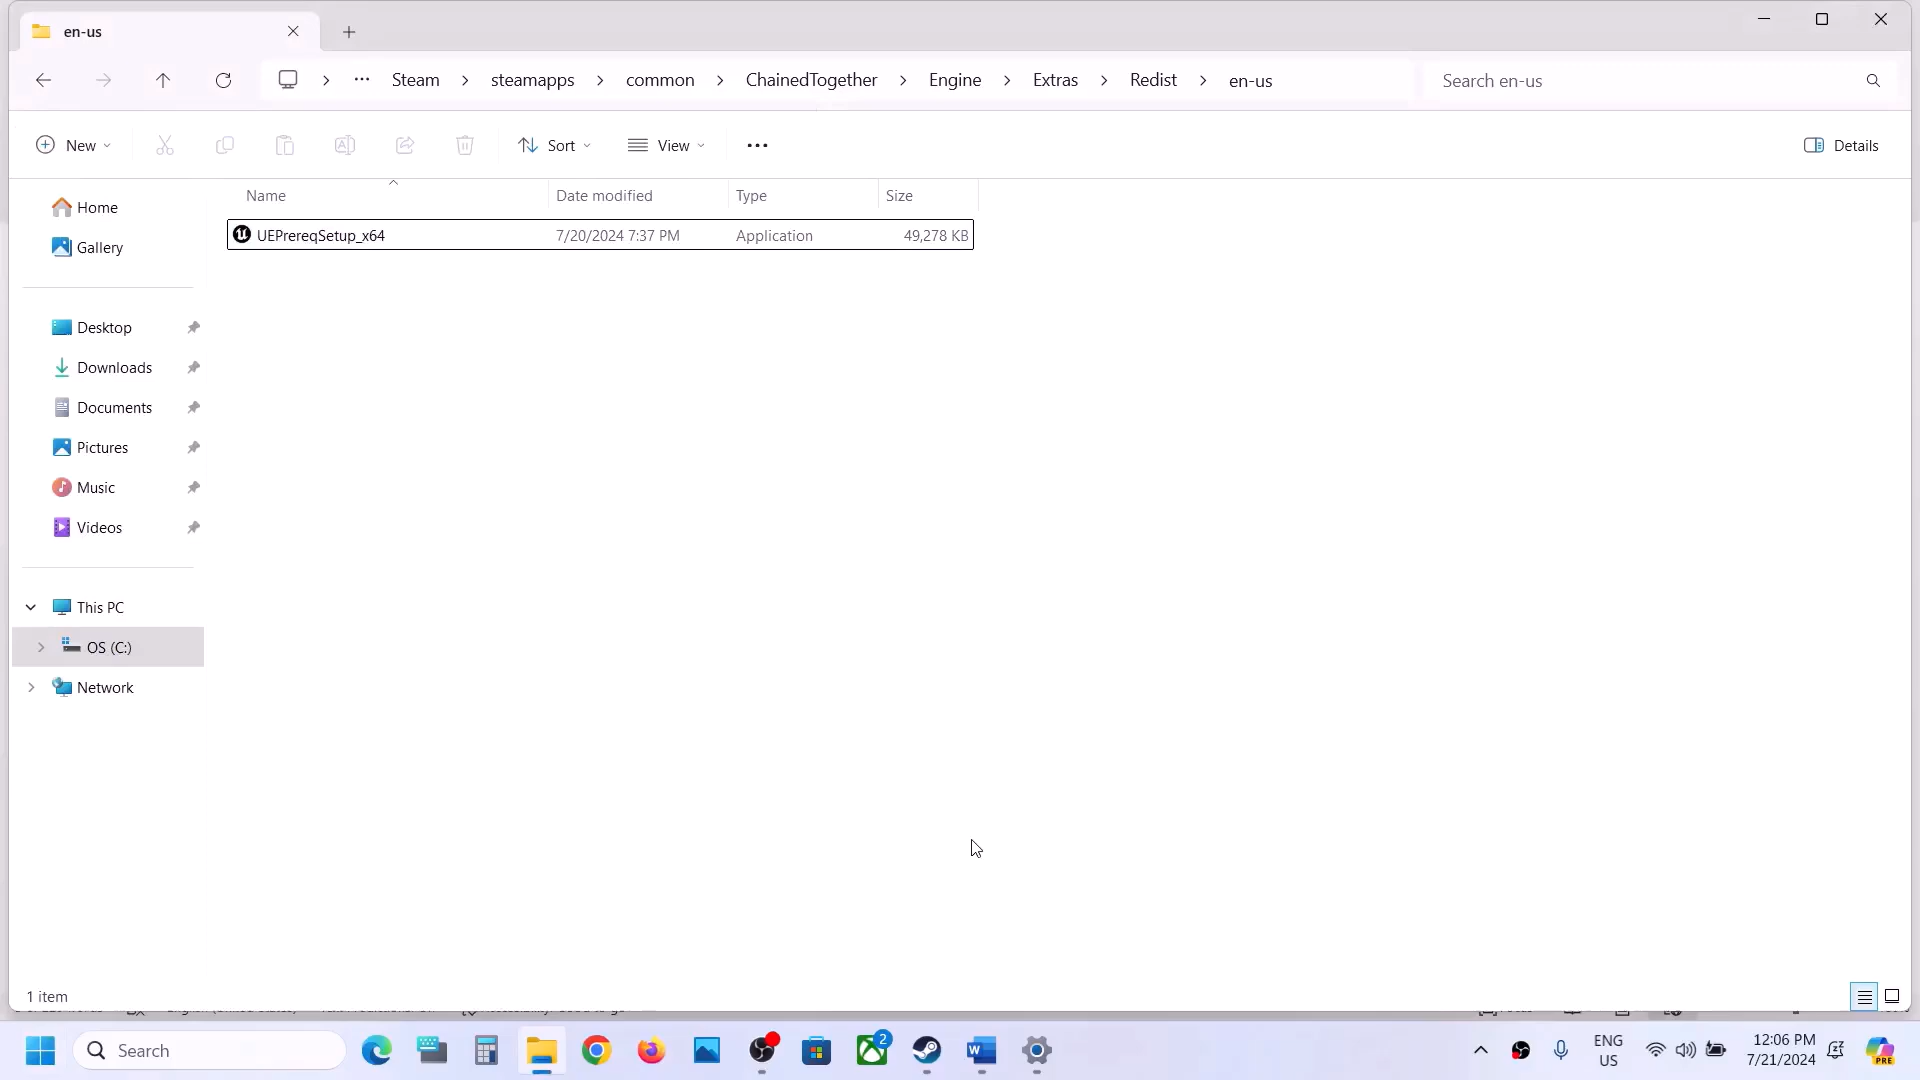 en-us
Steam > steamapps > common > ChainedTogether > Engine > Extras > Redist > en-us
Search en-us
New
Sort
View
Details
Name Date modified Type Size
UEPrereqSetup_x64 7/20/2024 7:37 PM Application 49,278 KB
Home
Gallery
Desktop
Downloads
Documents
Pictures
Music
Videos
This PC
OS (C:)
Network
1 item
Search
2
ENG
US
12:06 PM
7/21/2024
PRE